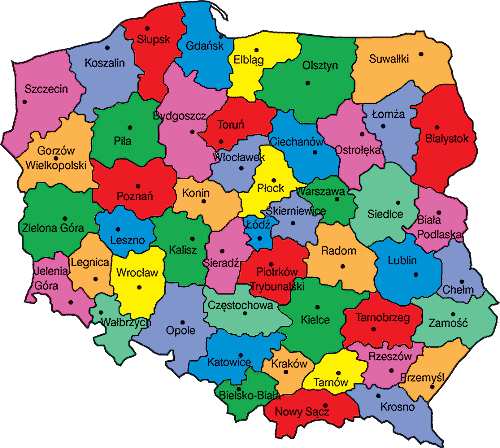 Słupsk
Gdańsk
Koszalin
Elbląg
Suwałki
Olsztyn
Szczecin
Bydgoszcz
Łomża
Piła
Toruń
Białystok
Ciechanów
Ostrołęka
Gorzów
Wielkopolski
Włocławek
Płock
Poznań
Konin
Warszawa
Siedlce
Skierniewice
Biała
Podlaska
Zielona Góra
Leszno
Łódź
Kalisz
Radom
Sieradz
Lublin
Legnica
Jelenia
Góra
Wrocław
Piotrków
Trybunalski
Chełm
Częstochowa
Wałbrzych
Opole
Kielce
Tarnobrzeg
Zamość
Katowice
Kraków
Rzeszów
Tarnów
Przemyśl
Bielsko-Biała
Nowy Sącz
Krosno